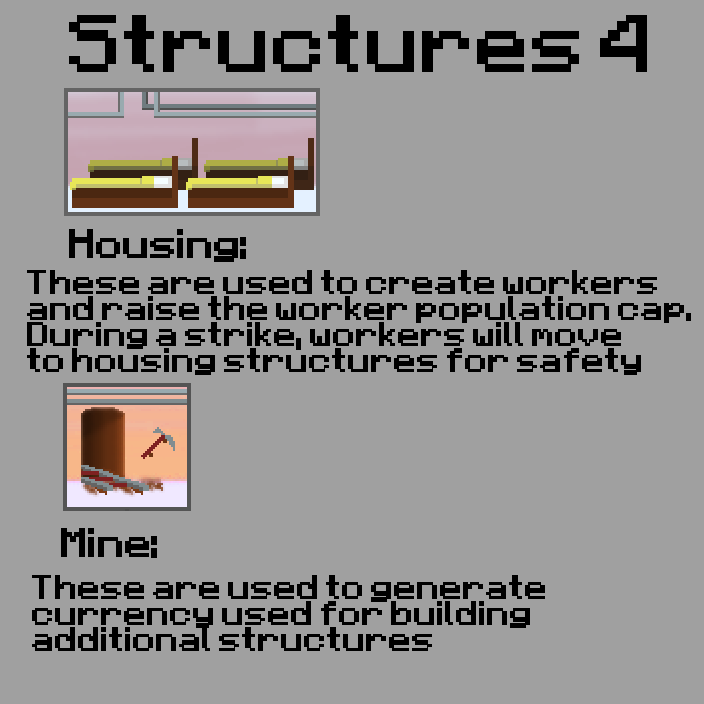 Structures 4
Housing:
These are used to create workers
and raise the worker population cap.
During a strike, workers will move
to housing structures for safety
Mine:
These are used to generate
currency used for building
additional structures